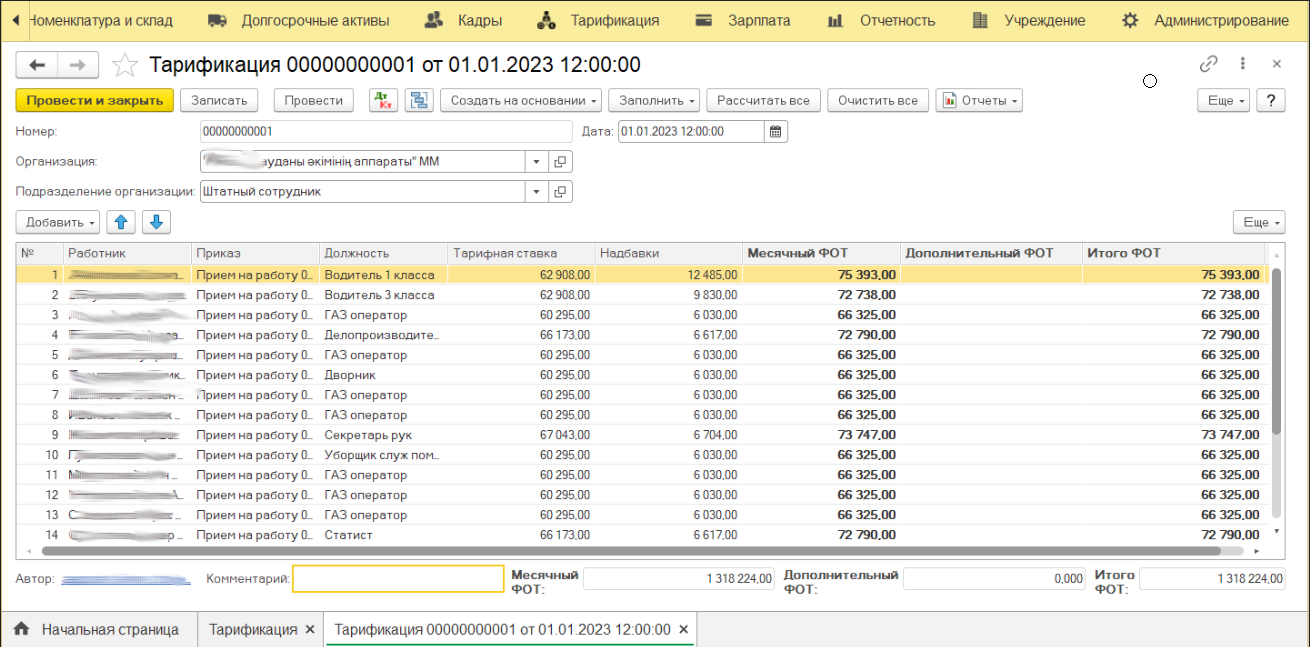 Номенклатура и склад Долгосрочные активы Кадры Тарификация Зарплата Отчетность Учреждение Администрирование
Тарификация 00000000001 от 01.01.2023 12:00:00
Провести и закрыть Записать Провести Дт Кт Создать на основании Заполнить Рассчитать все Очистить все Отчеты Еще ?
Номер: 00000000001 Дата: 01.01.2023 12:00:00
Организация: ауданы әкімінің аппараты" ММ
Подразделение организации: Штатный сотрудник
Добавить Еще
№ Работник Приказ Должность Тарифная ставка Надбавки Месячный ФОТ Дополнительный ФОТ Итого ФОТ
1 Прием на работу 0... Водитель 1 класса 62 908,00 12 485,00 75 393,00 75 393,00
2 Прием на работу 0... Водитель 3 класса 62 908,00 9 830,00 72 738,00 72 738,00
3 Прием на работу 0... ГАЗ оператор 60 295,00 6 030,00 66 325,00 66 325,00
4 Прием на работу 0... Делопроизводите... 66 173,00 6 617,00 72 790,00 72 790,00
5 Прием на работу 0... ГАЗ оператор 60 295,00 6 030,00 66 325,00 66 325,00
6 Прием на работу 0... Дворник 60 295,00 6 030,00 66 325,00 66 325,00
7 Прием на работу 0... ГАЗ оператор 60 295,00 6 030,00 66 325,00 66 325,00
8 Прием на работу 0... ГАЗ оператор 60 295,00 6 030,00 66 325,00 66 325,00
9 Прием на работу 0... Секретарь рук 67 043,00 6 704,00 73 747,00 73 747,00
10 Прием на работу 0... Уборщик служ пом... 60 295,00 6 030,00 66 325,00 66 325,00
11 Прием на работу 0... ГАЗ оператор 60 295,00 6 030,00 66 325,00 66 325,00
12 Прием на работу 0... ГАЗ оператор 60 295,00 6 030,00 66 325,00 66 325,00
13 Прием на работу 0... ГАЗ оператор 60 295,00 6 030,00 66 325,00 66 325,00
14 Прием на работу 0... Статист 66 173,00 6 617,00 72 790,00 72 790,00
Автор: Комментарий: Месячный ФОТ: 1 318 224,00 Дополнительный ФОТ: 0,000 Итого ФОТ: 1 318 224,00
Начальная страница Тарификация Тарификация 00000000001 от 01.01.2023 12:00:00